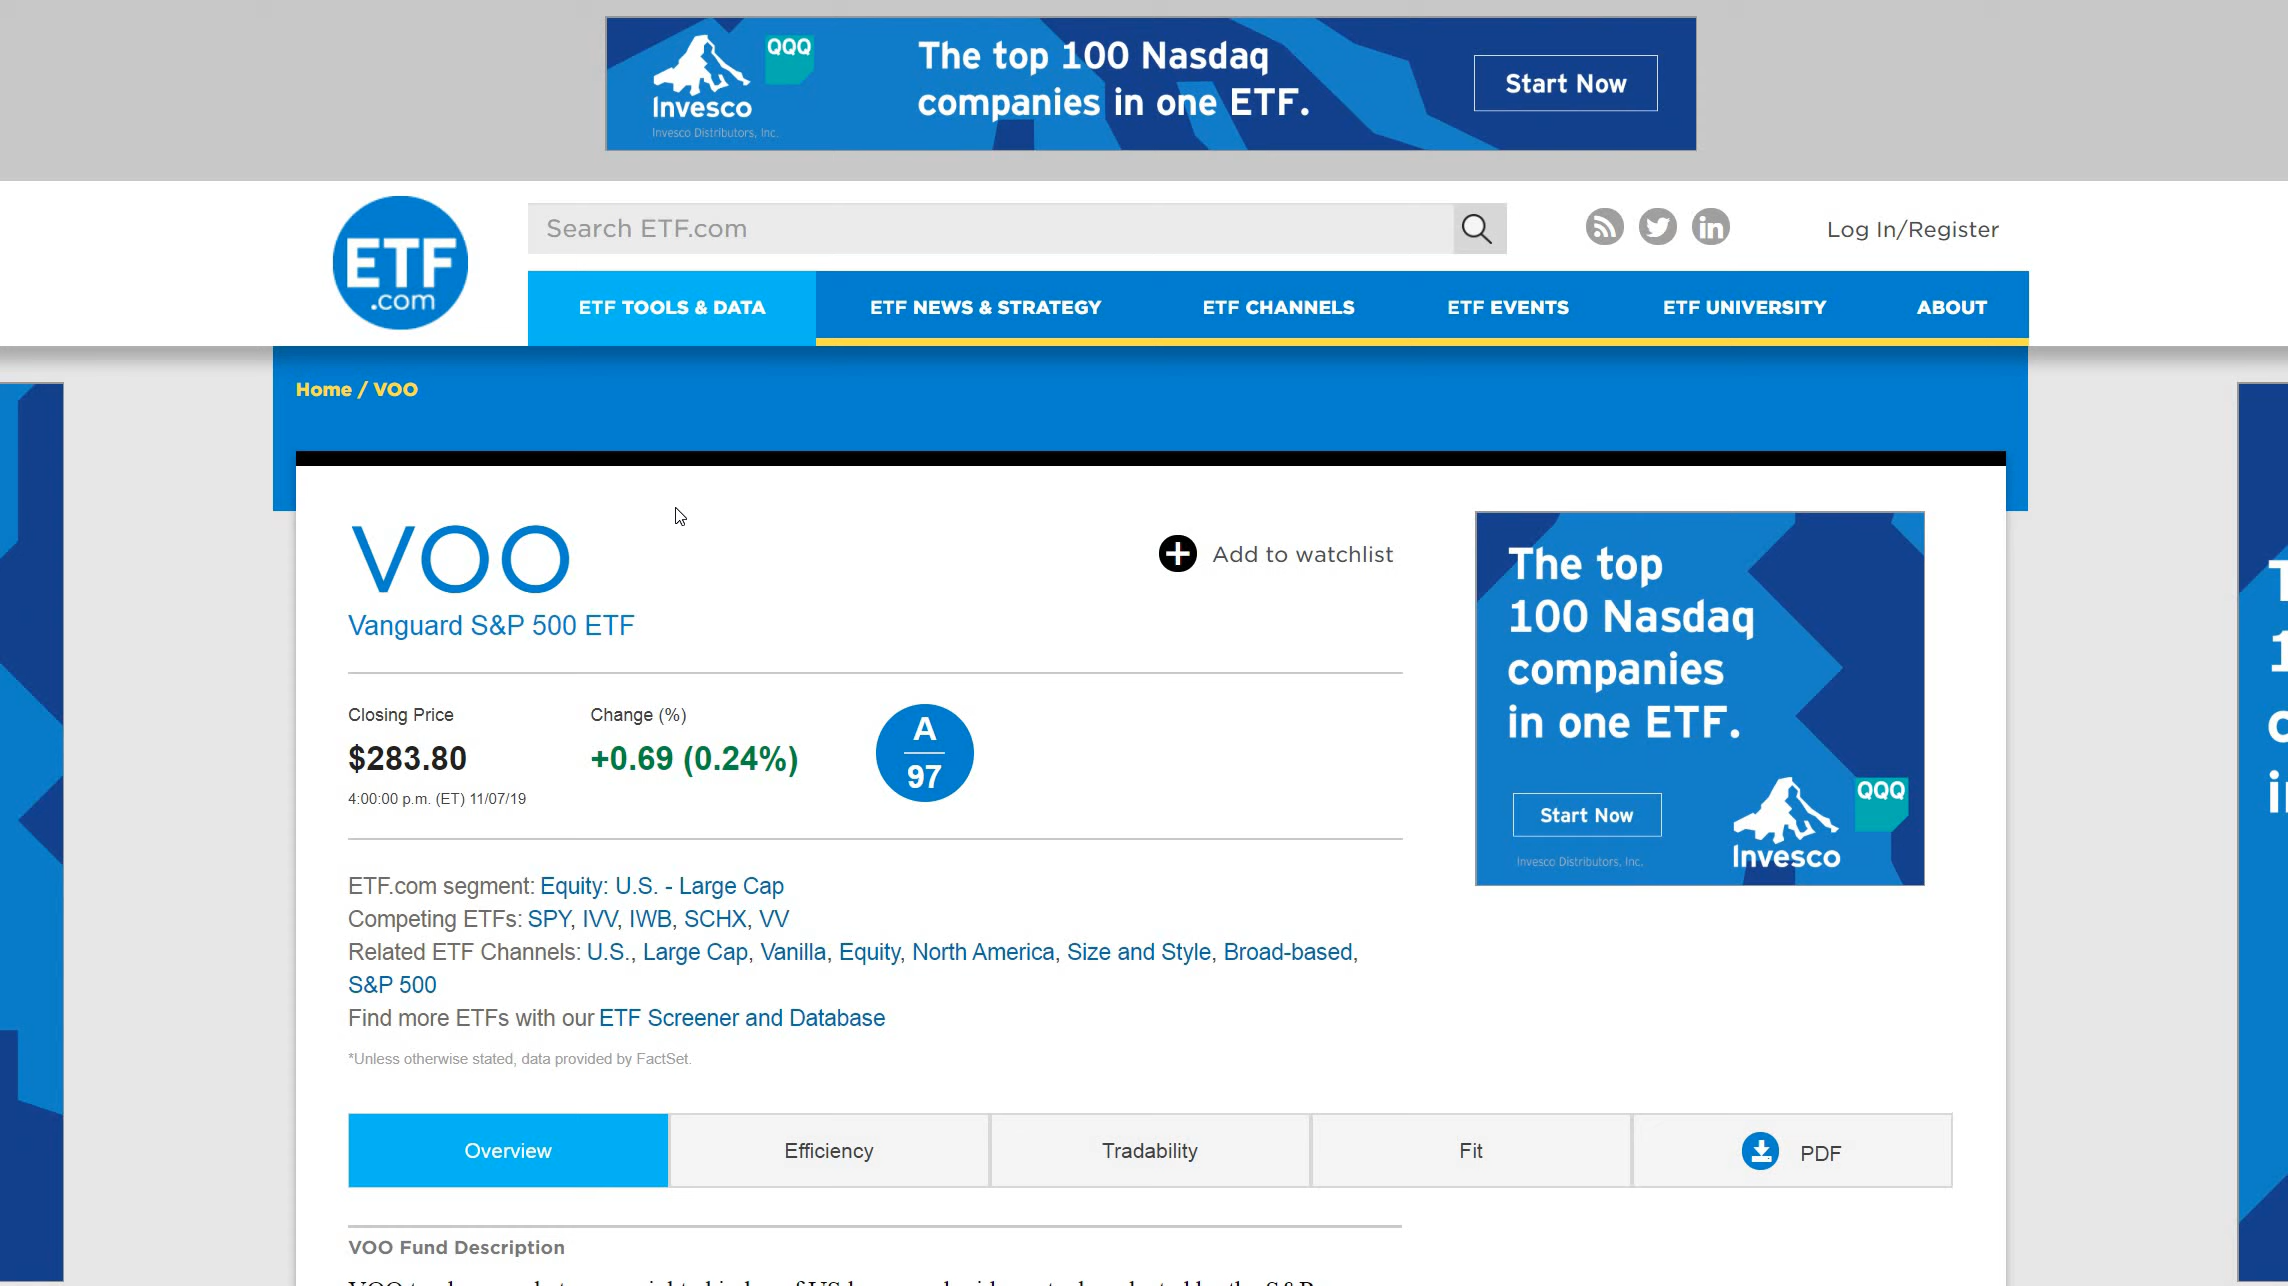 QQQ
Invesco
Invesco Distributors, Inc.
The top 100 Nasdaq
companies in one ETF.
Start Now
ETF
.com
Search ETF.com
in
Log In/Register
ETF TOOLS & DATA
ETF NEWS & STRATEGY
ETF CHANNELS
ETF EVENTS
ETF UNIVERSITY
ABOUT
Home / VOO
VOO
Vanguard S&P 500 ETF
Add to watchlist
Closing Price
$283.80
4:00:00 p.m. (ET) 11/07/19
Change (%)
+0.69 (0.24%)
A
97
The top
100 Nasdaq
companies
in one ETF.
Start Now
QQQ
Invesco
Invesco Distributors, Inc.
ETF.com segment: Equity: U.S. - Large Cap
Competing ETFs: SPY, IVV, IWB, SCHX, VV
Related ETF Channels: U.S., Large Cap, Vanilla, Equity, North America, Size and Style, Broad-based,
S&P 500
Find more ETFs with our ETF Screener and Database
*Unless otherwise stated, data provided by FactSet.
Overview
Efficiency
Tradability
Fit
PDF
VOO Fund Description